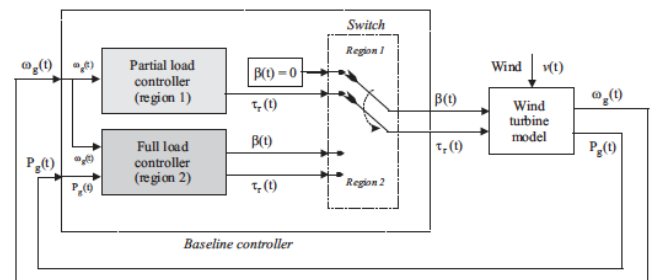 Switch
Region 1
Wind v(t)
ω_g(t)
ω_g(t)
Partial load
controller
(region 1)
β(t) = 0
τ_r(t)
β(t)
τ_r(t)
Wind
turbine
model
ω_g(t)
P_g(t)
P_g(t)
ω_g(t)
P_g(t)
Full load
controller
(region 2)
β(t)
τ_r(t)
Region 2
Baseline controller